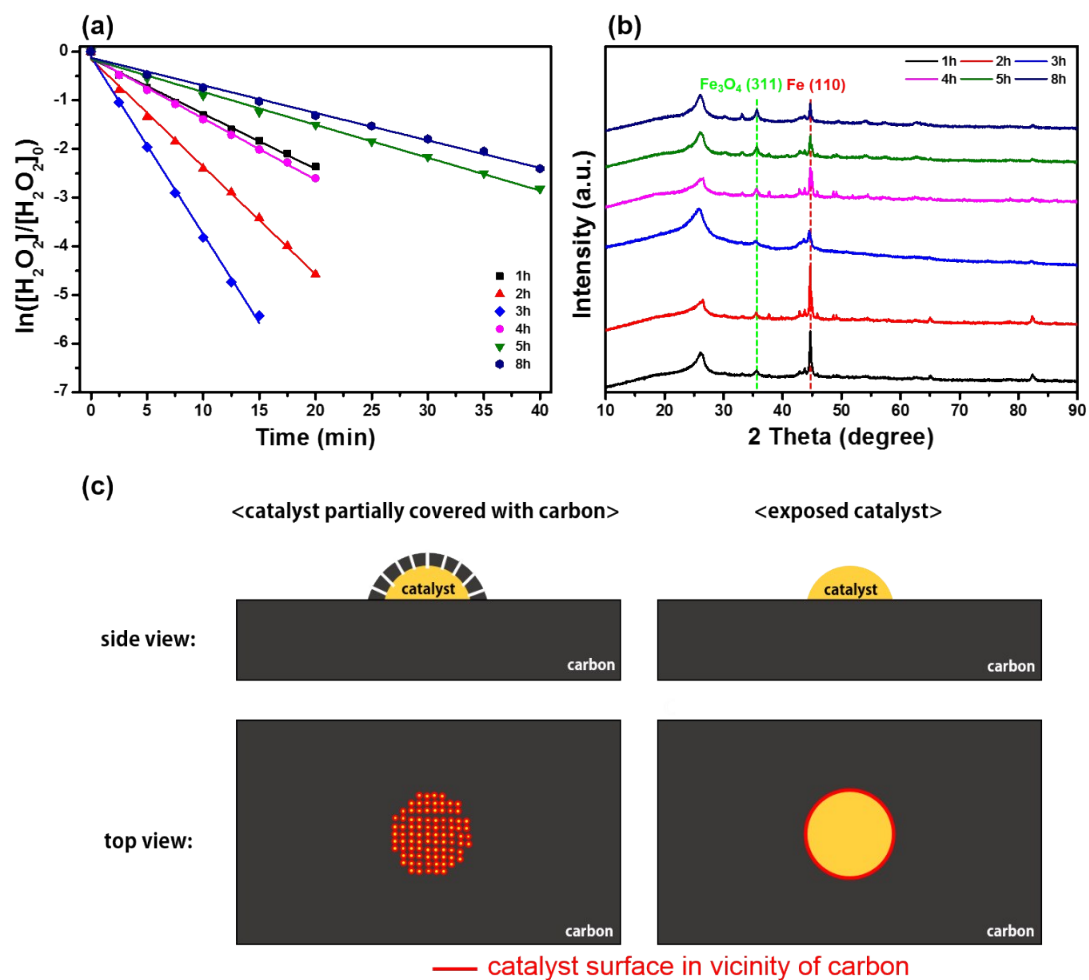 (a)
0
-1
-2
-3
-4
-5
-6
-7
ln([H₂O₂]/[H₂O₂]₀)
0 5 10 15 20 25 30 35 40
Time (min)
1h
2h
3h
4h
5h
8h
(b)
1h 2h 3h
4h 5h 8h
Fe₃O₄ (311) Fe (110)
Intensity (a.u.)
10 20 30 40 50 60 70 80 90
2 Theta (degree)
(c)
<catalyst partially covered with carbon> <exposed catalyst>
catalyst catalyst
side view:
carbon carbon
top view:
carbon carbon
catalyst surface in vicinity of carbon